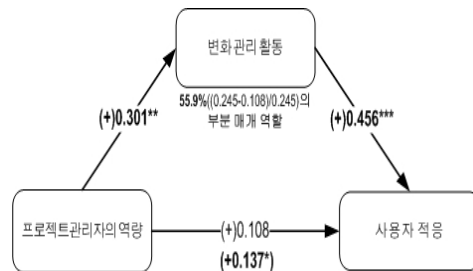 변화관리 활동
55.9%((0.245-0.108)/0.245)의
부분 매개 역할
(+)0.301**
(+)0.456***
프로젝트관리자의 역량
(+)0.108
(+0.137*)
사용자 적응